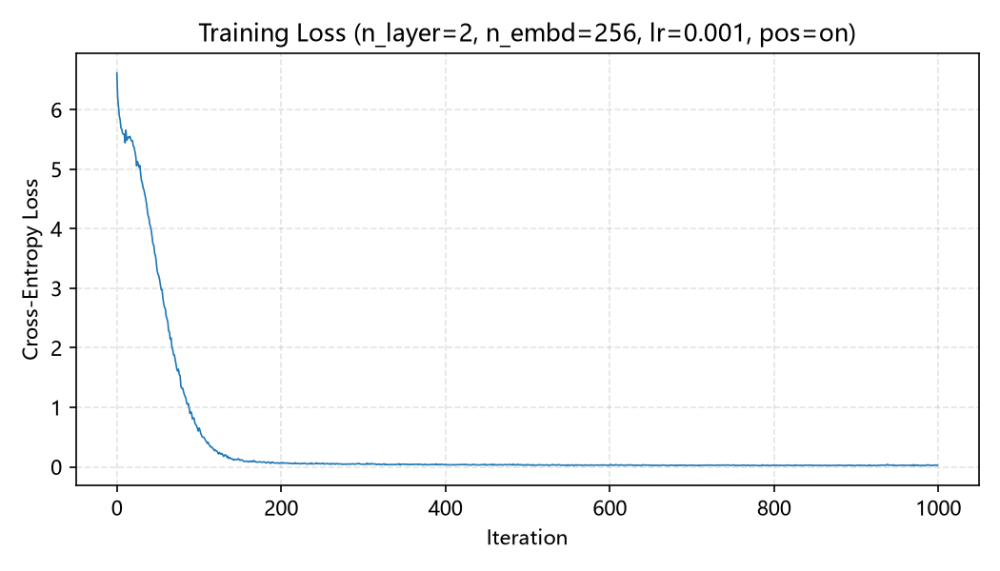 Training Loss (n_layer=2, n_embd=256, lr=0.001, pos=on)
Cross-Entropy Loss
6
5
4
3
2
1
0
0 200 400 600 800 1000
Iteration